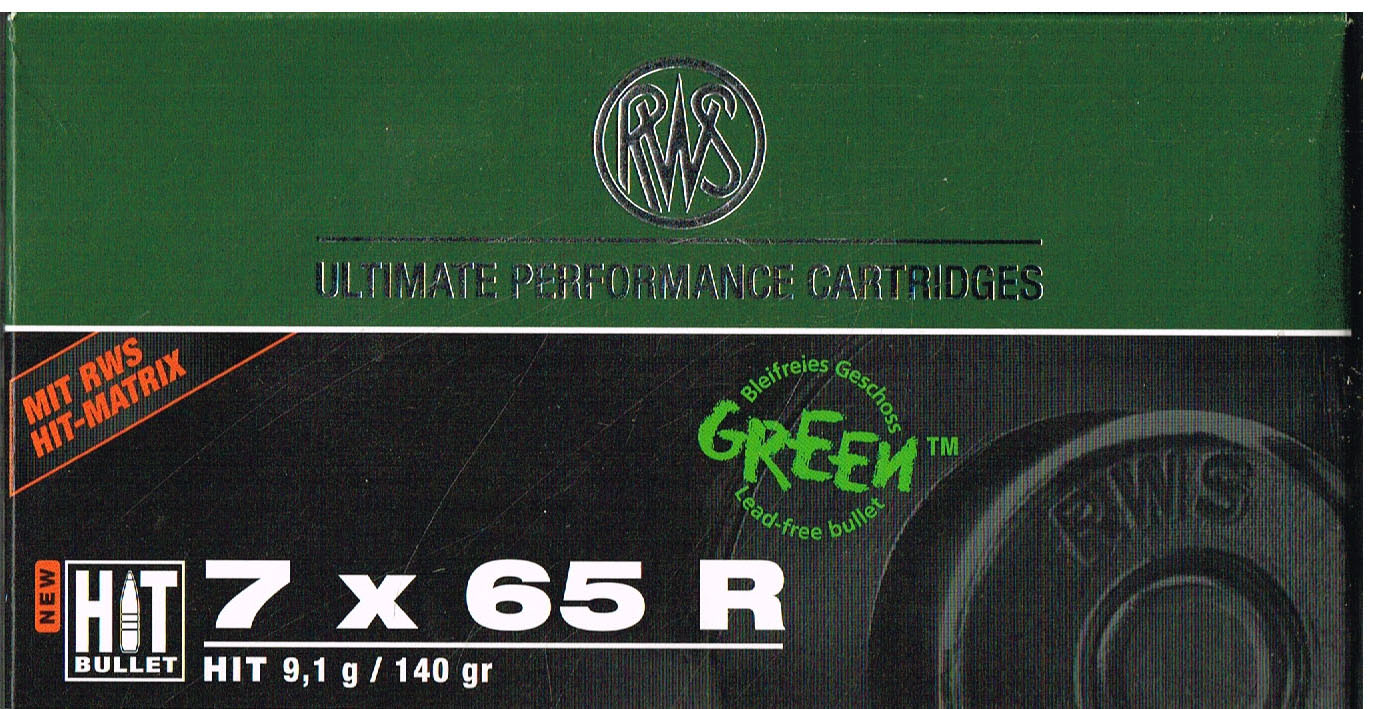 RWS
ULTIMATE PERFORMANCE CARTRIDGES
MIT RWS
HIT-MATRIX
Bleifreies Geschoss
GREEN™
Lead-free bullet
RWS
NEW
HIT
BULLET
7 x 65 R
HIT 9,1 g / 140 gr